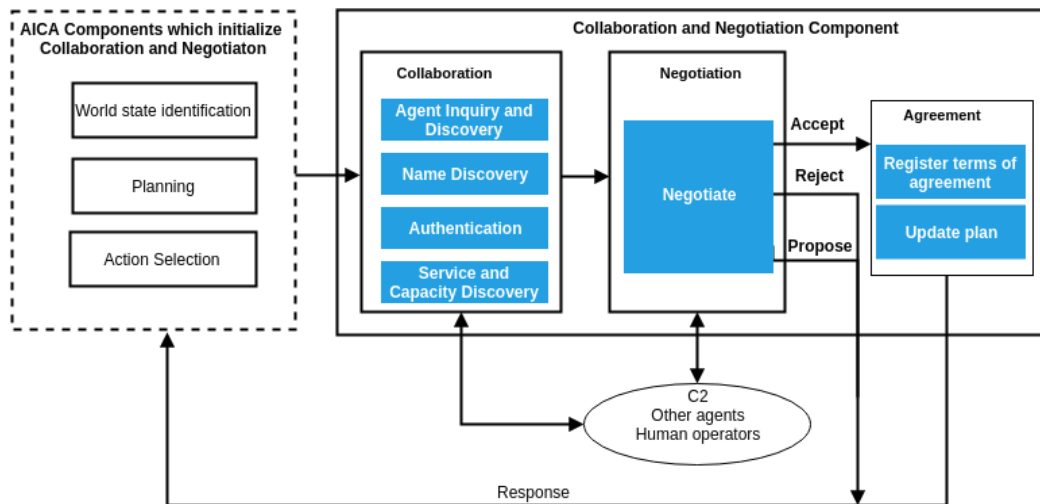 AICA Components which initialize
Collaboration and Negotiaton
World state identification
Planning
Action Selection
Collaboration and Negotiation Component
Collaboration
Agent Inquiry and
Discovery
Name Discovery
Authentication
Service and
Capacity Discovery
Negotiation
Negotiate
Accept
Reject
Propose
Agreement
Register terms of
agreement
Update plan
C2
Other agents
Human operators
Response